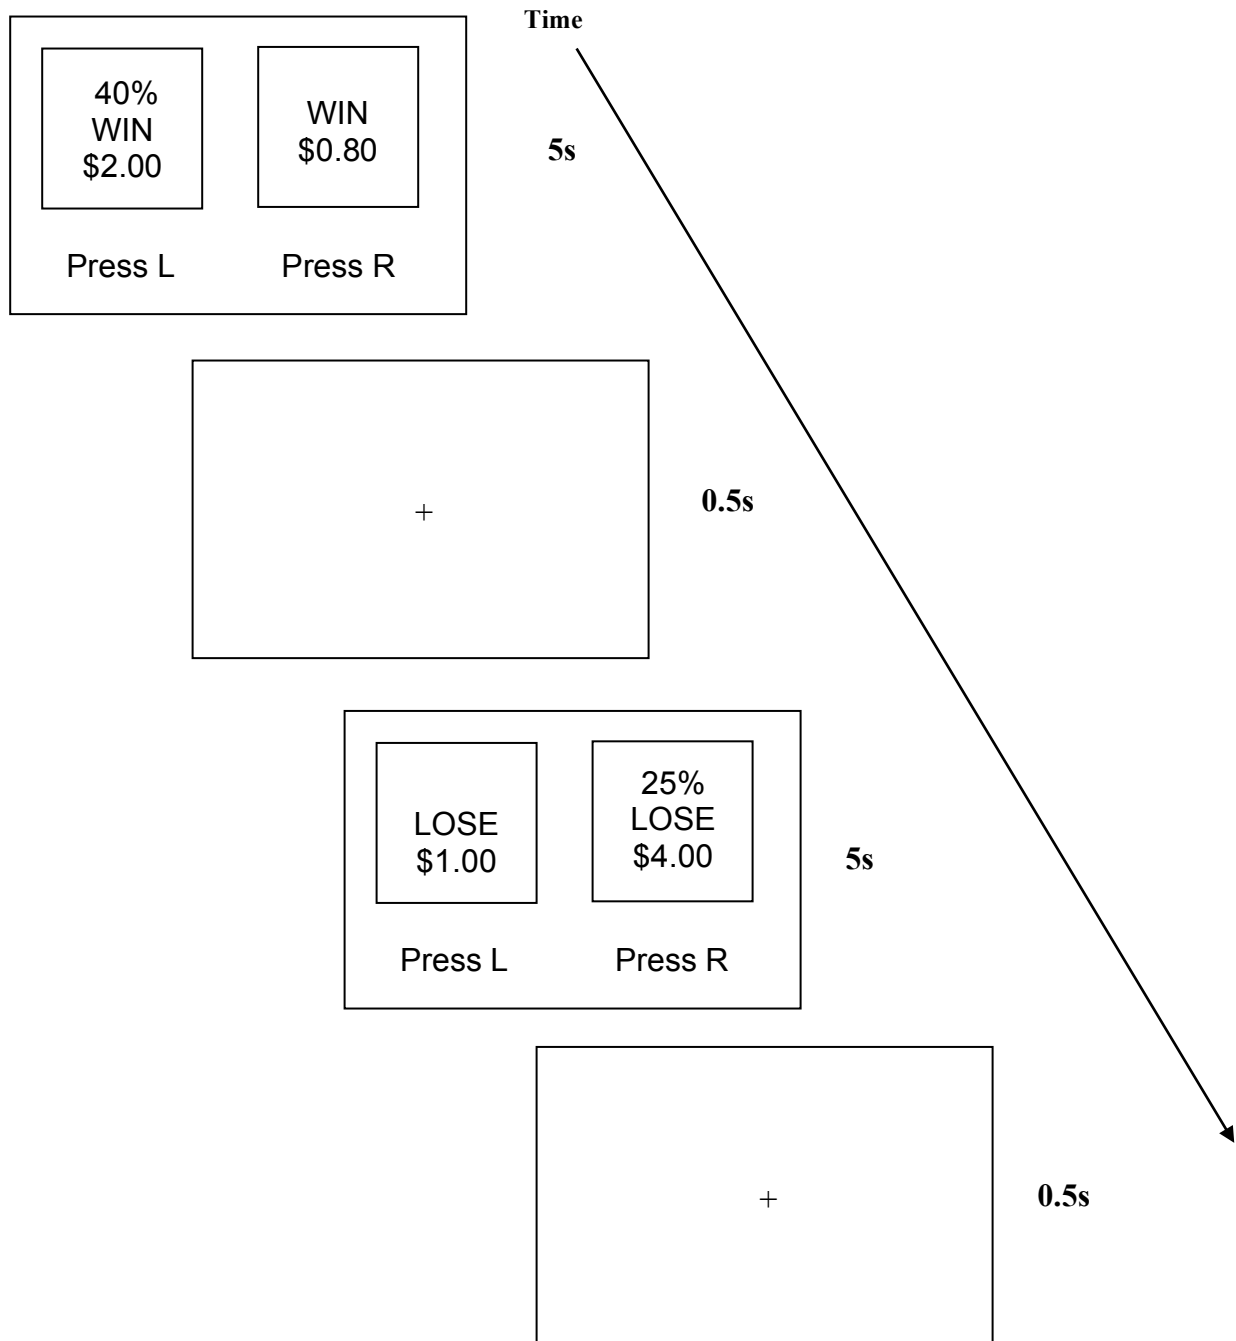 Time
40%
WIN
$2.00
WIN
$0.80
Press L
Press R
5s
+
0.5s
LOSE
$1.00
25%
LOSE
$4.00
Press L
Press R
5s
+
0.5s